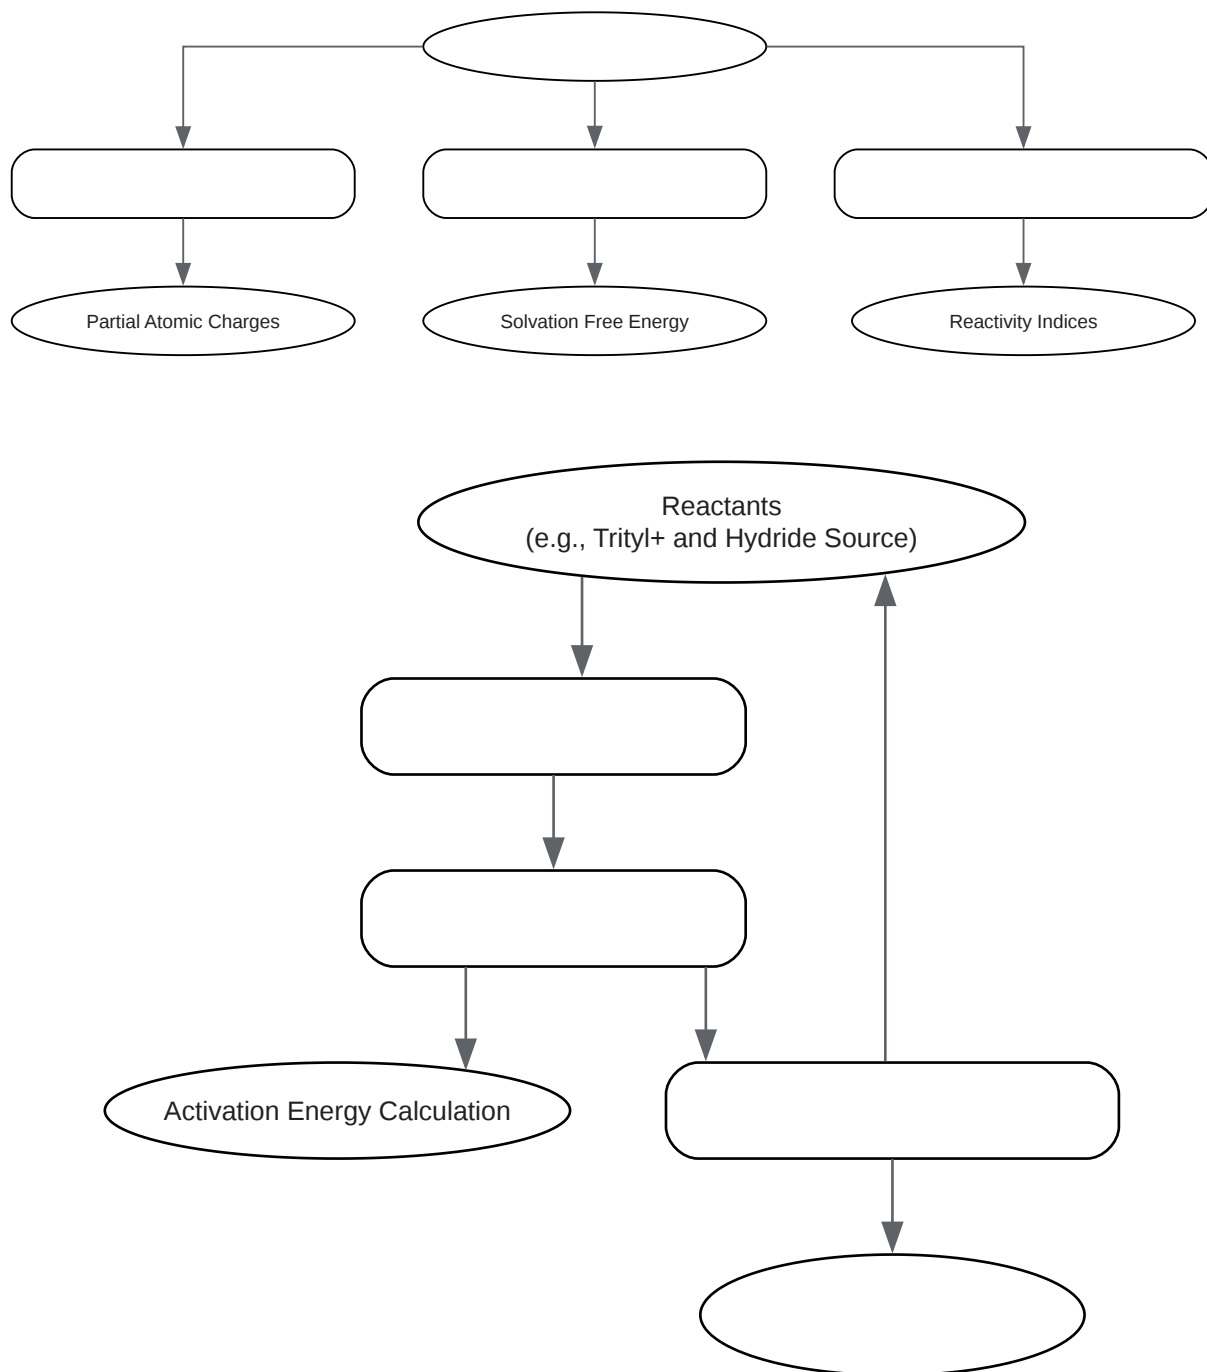 Partial Atomic Charges
Solvation Free Energy
Reactivity Indices
Reactants
(e.g., Trityl+ and Hydride Source)
Activation Energy Calculation